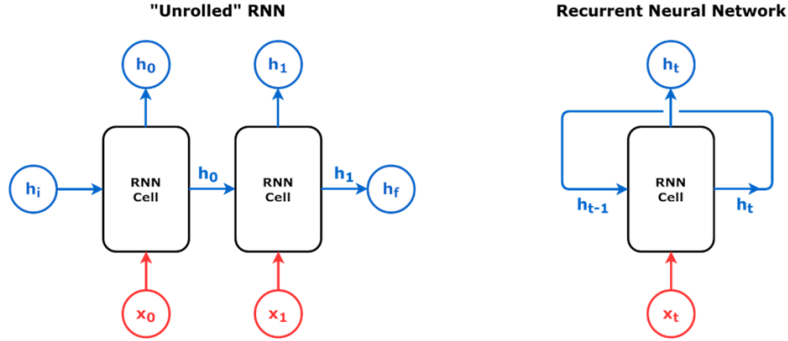 "Unrolled" RNN
Recurrent Neural Network
h0
h1
ht
RNN
Cell
RNN
Cell
RNN
Cell
hi
h0
h1
hf
ht-1
ht
x0
x1
xt